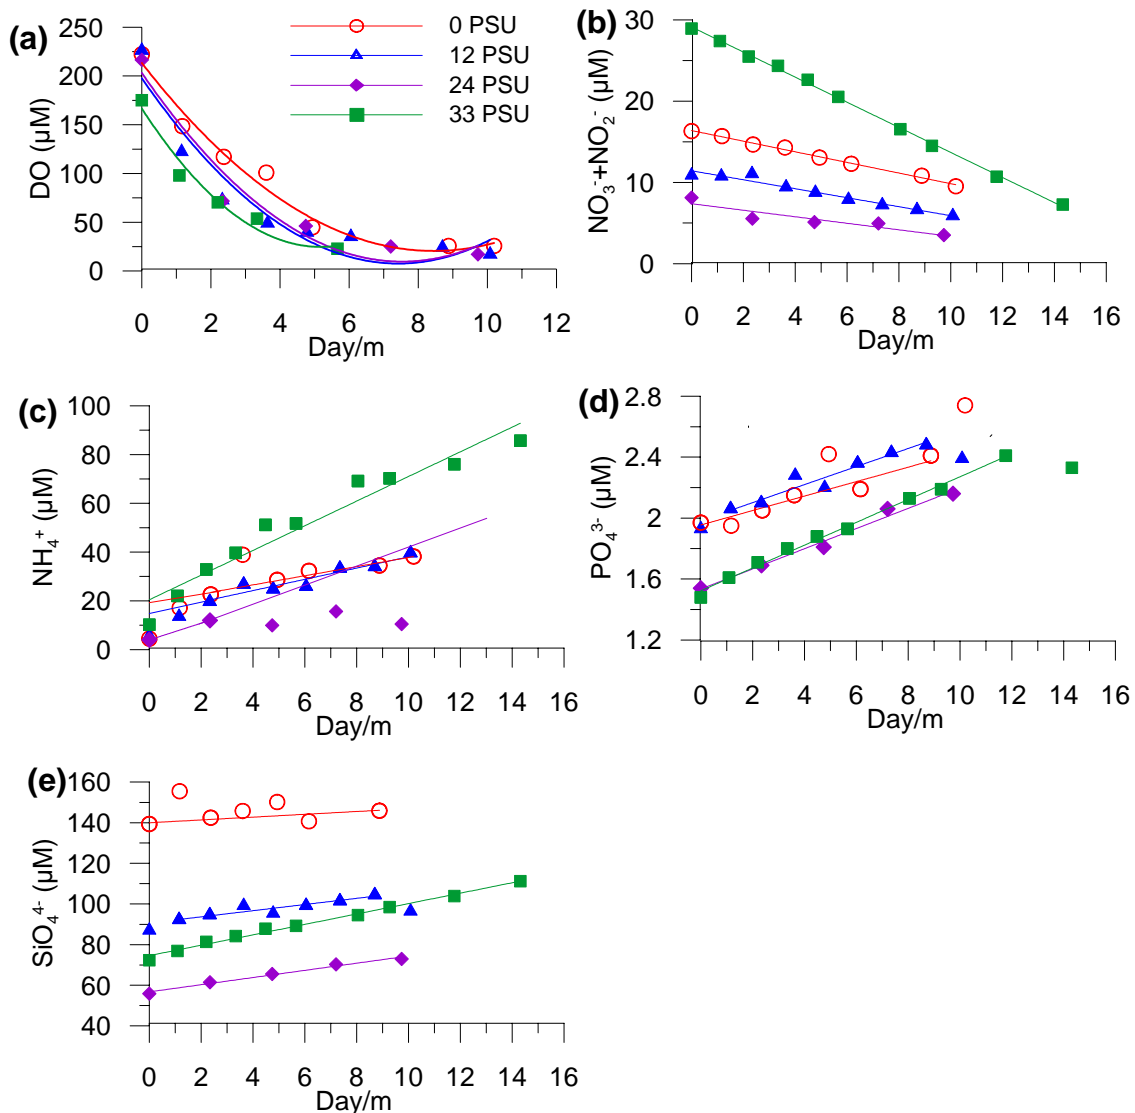 (a)
250
200
150
100
50
0
DO (µM)
0 2 4 6 8 10 12
Day/m
0 PSU
12 PSU
24 PSU
33 PSU
(b)
30
20
10
0
NO₃⁻+NO₂⁻ (µM)
0 2 4 6 8 10 12 14 16
Day/m
(c)
100
80
60
40
20
0
NH₄⁺ (µM)
0 2 4 6 8 10 12 14 16
Day/m
(d)
2.8
2.4
2
1.6
1.2
PO₄³⁻ (µM)
0 2 4 6 8 10 12 14 16
Day/m
(e)
160
140
120
100
80
60
40
SiO₄⁴⁻ (µM)
0 2 4 6 8 10 12 14 16
Day/m